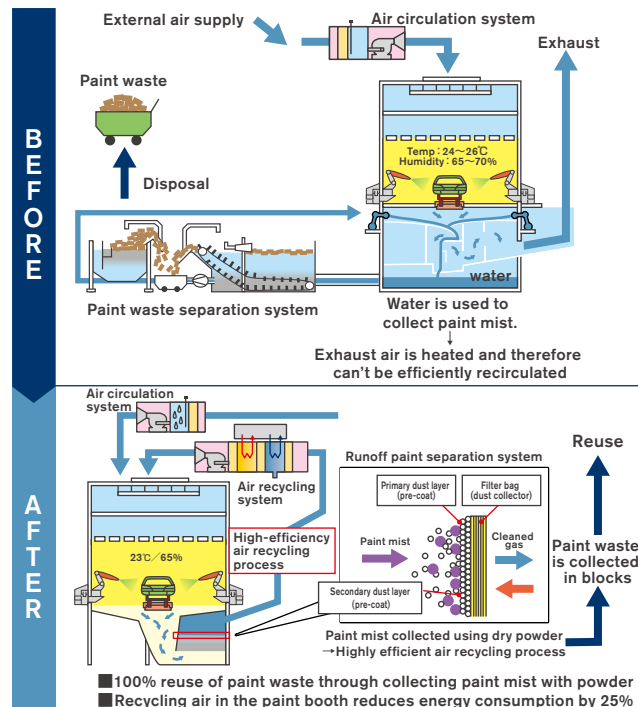 BEFORE
External air supply
Air circulation system
Exhaust
Paint waste
Temp：24～26℃
Humidity：65～70%
Disposal
water
Paint waste separation system
Water is used to
collect paint mist.
Exhaust air is heated and therefore
can't be efficiently recirculated
AFTER
Air circulation
system
Air recycling
system
High-efficiency
air recycling
process
23℃／65%
Runoff paint separation system
Primary dust layer
(pre-coat)
Filter bag
(dust collector)
Paint mist
Cleaned
gas
Secondary dust layer
(pre-coat)
Reuse
Paint waste
is collected
in blocks
Paint mist collected using dry powder
→Highly efficient air recycling process
■100% reuse of paint waste through collecting paint mist with powder
■Recycling air in the paint booth reduces energy consumption by 25%